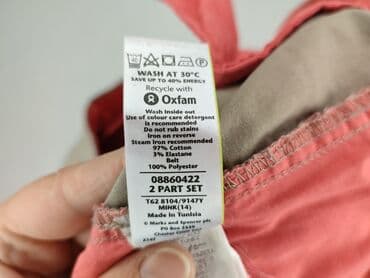 WASH AT 30°C
SAVE UP TO 40% ENERGY
Recycle with
Oxfam
Wash inside out
Use of colour care detergent
is recommended
Do not rub stains
Iron on reverse
Steam iron recommended
97% Cotton
3% Elastane
Belt
100% Polyester
08860422
2 PART SET
T62 8104/9147Y
MINK(14)
Made in Tunisia
© Marks and Spencer plc
PO Box 3339
Chester